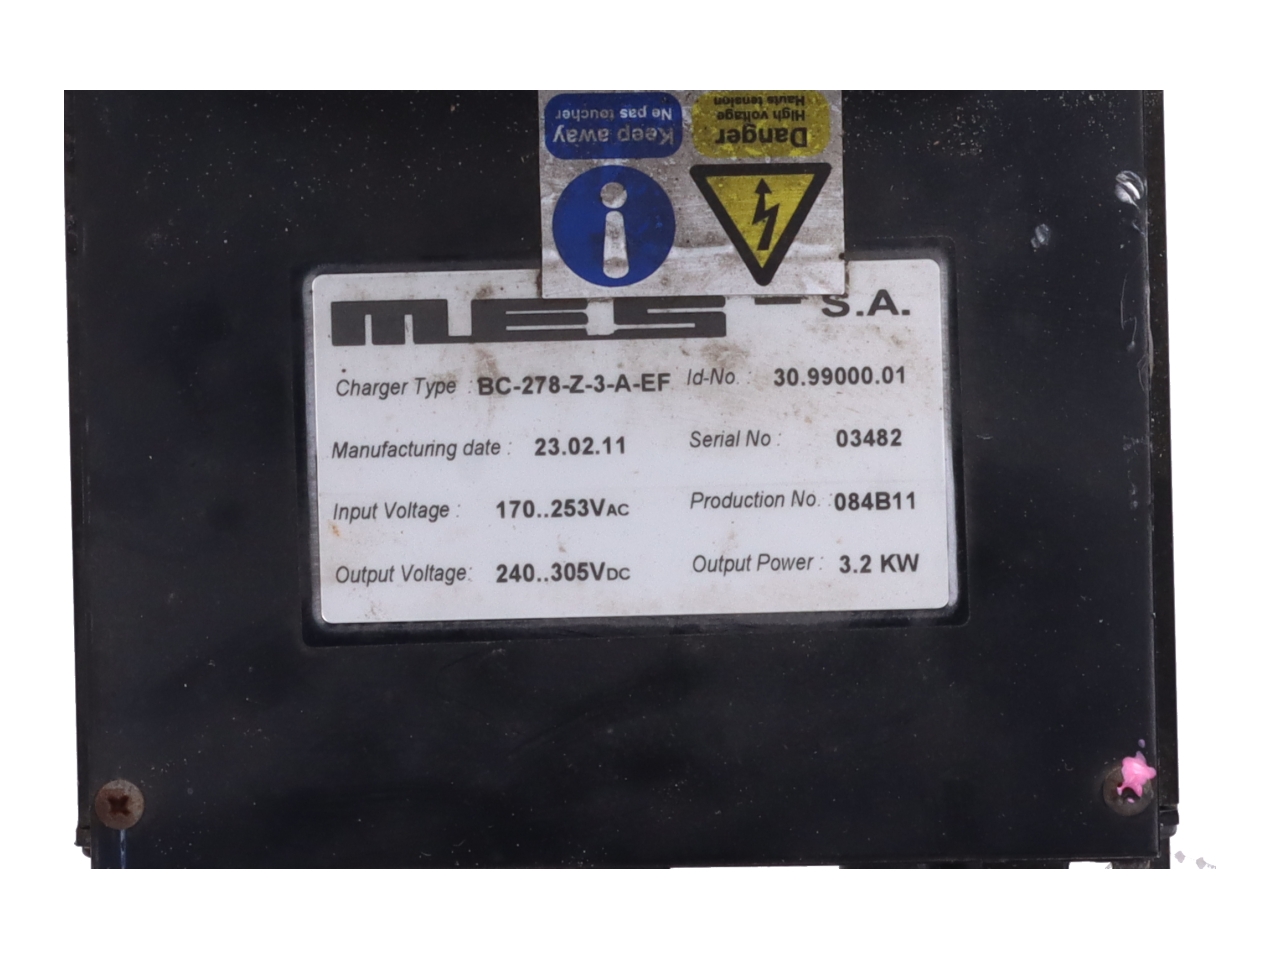 Danger
High voltage
Hauts tension
Keep away
Ne pas toucher
MES S.A.
Charger Type : BC-278-Z-3-A-EF Id-No. : 30.99000.01
Manufacturing date : 23.02.11 Serial No : 03482
Input Voltage : 170..253VAC Production No. : 084B11
Output Voltage: 240..305VDC Output Power : 3.2 KW